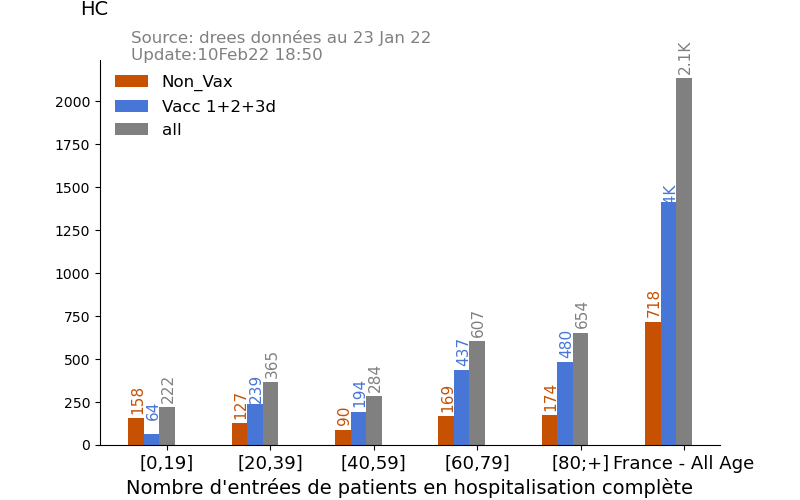 HC
Source: drees données au 23 Jan 22
Update:10Feb22 18:50
Non_Vax
Vacc 1+2+3d
all
2000
1750
1500
1250
1000
750
500
250
0
158
64
222
127
239
365
90
194
284
169
437
607
174
480
654
718
4K
2.1K
[0,19] [20,39] [40,59] [60,79] [80;+] France - All Age
Nombre d'entrées de patients en hospitalisation complète